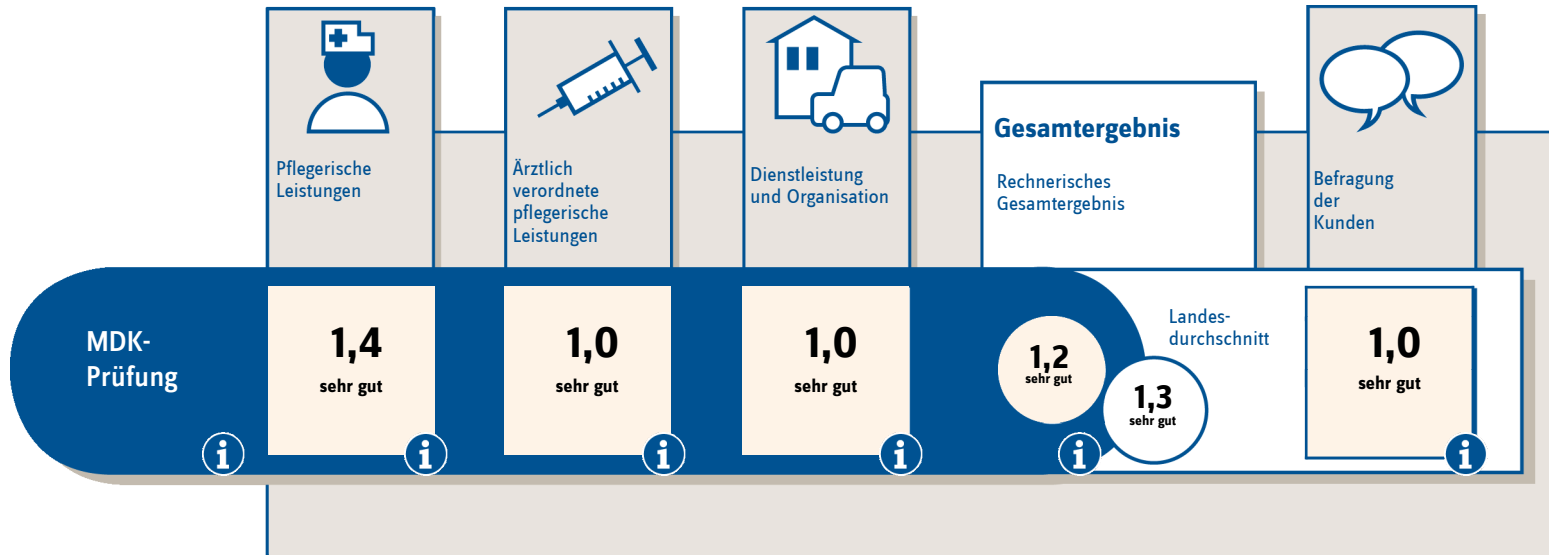 Pflegerische
Leistungen
Ärztlich
verordnete
pflegerische
Leistungen
Dienstleistung
und Organisation
Gesamtergebnis
Rechnerisches
Gesamtergebnis
Befragung
der
Kunden
MDK-
Prüfung
1,4
sehr gut
1,0
sehr gut
1,0
sehr gut
1,2
sehr gut
Landes-
durchschnitt
1,3
sehr gut
1,0
sehr gut
i
i
i
i
i
i